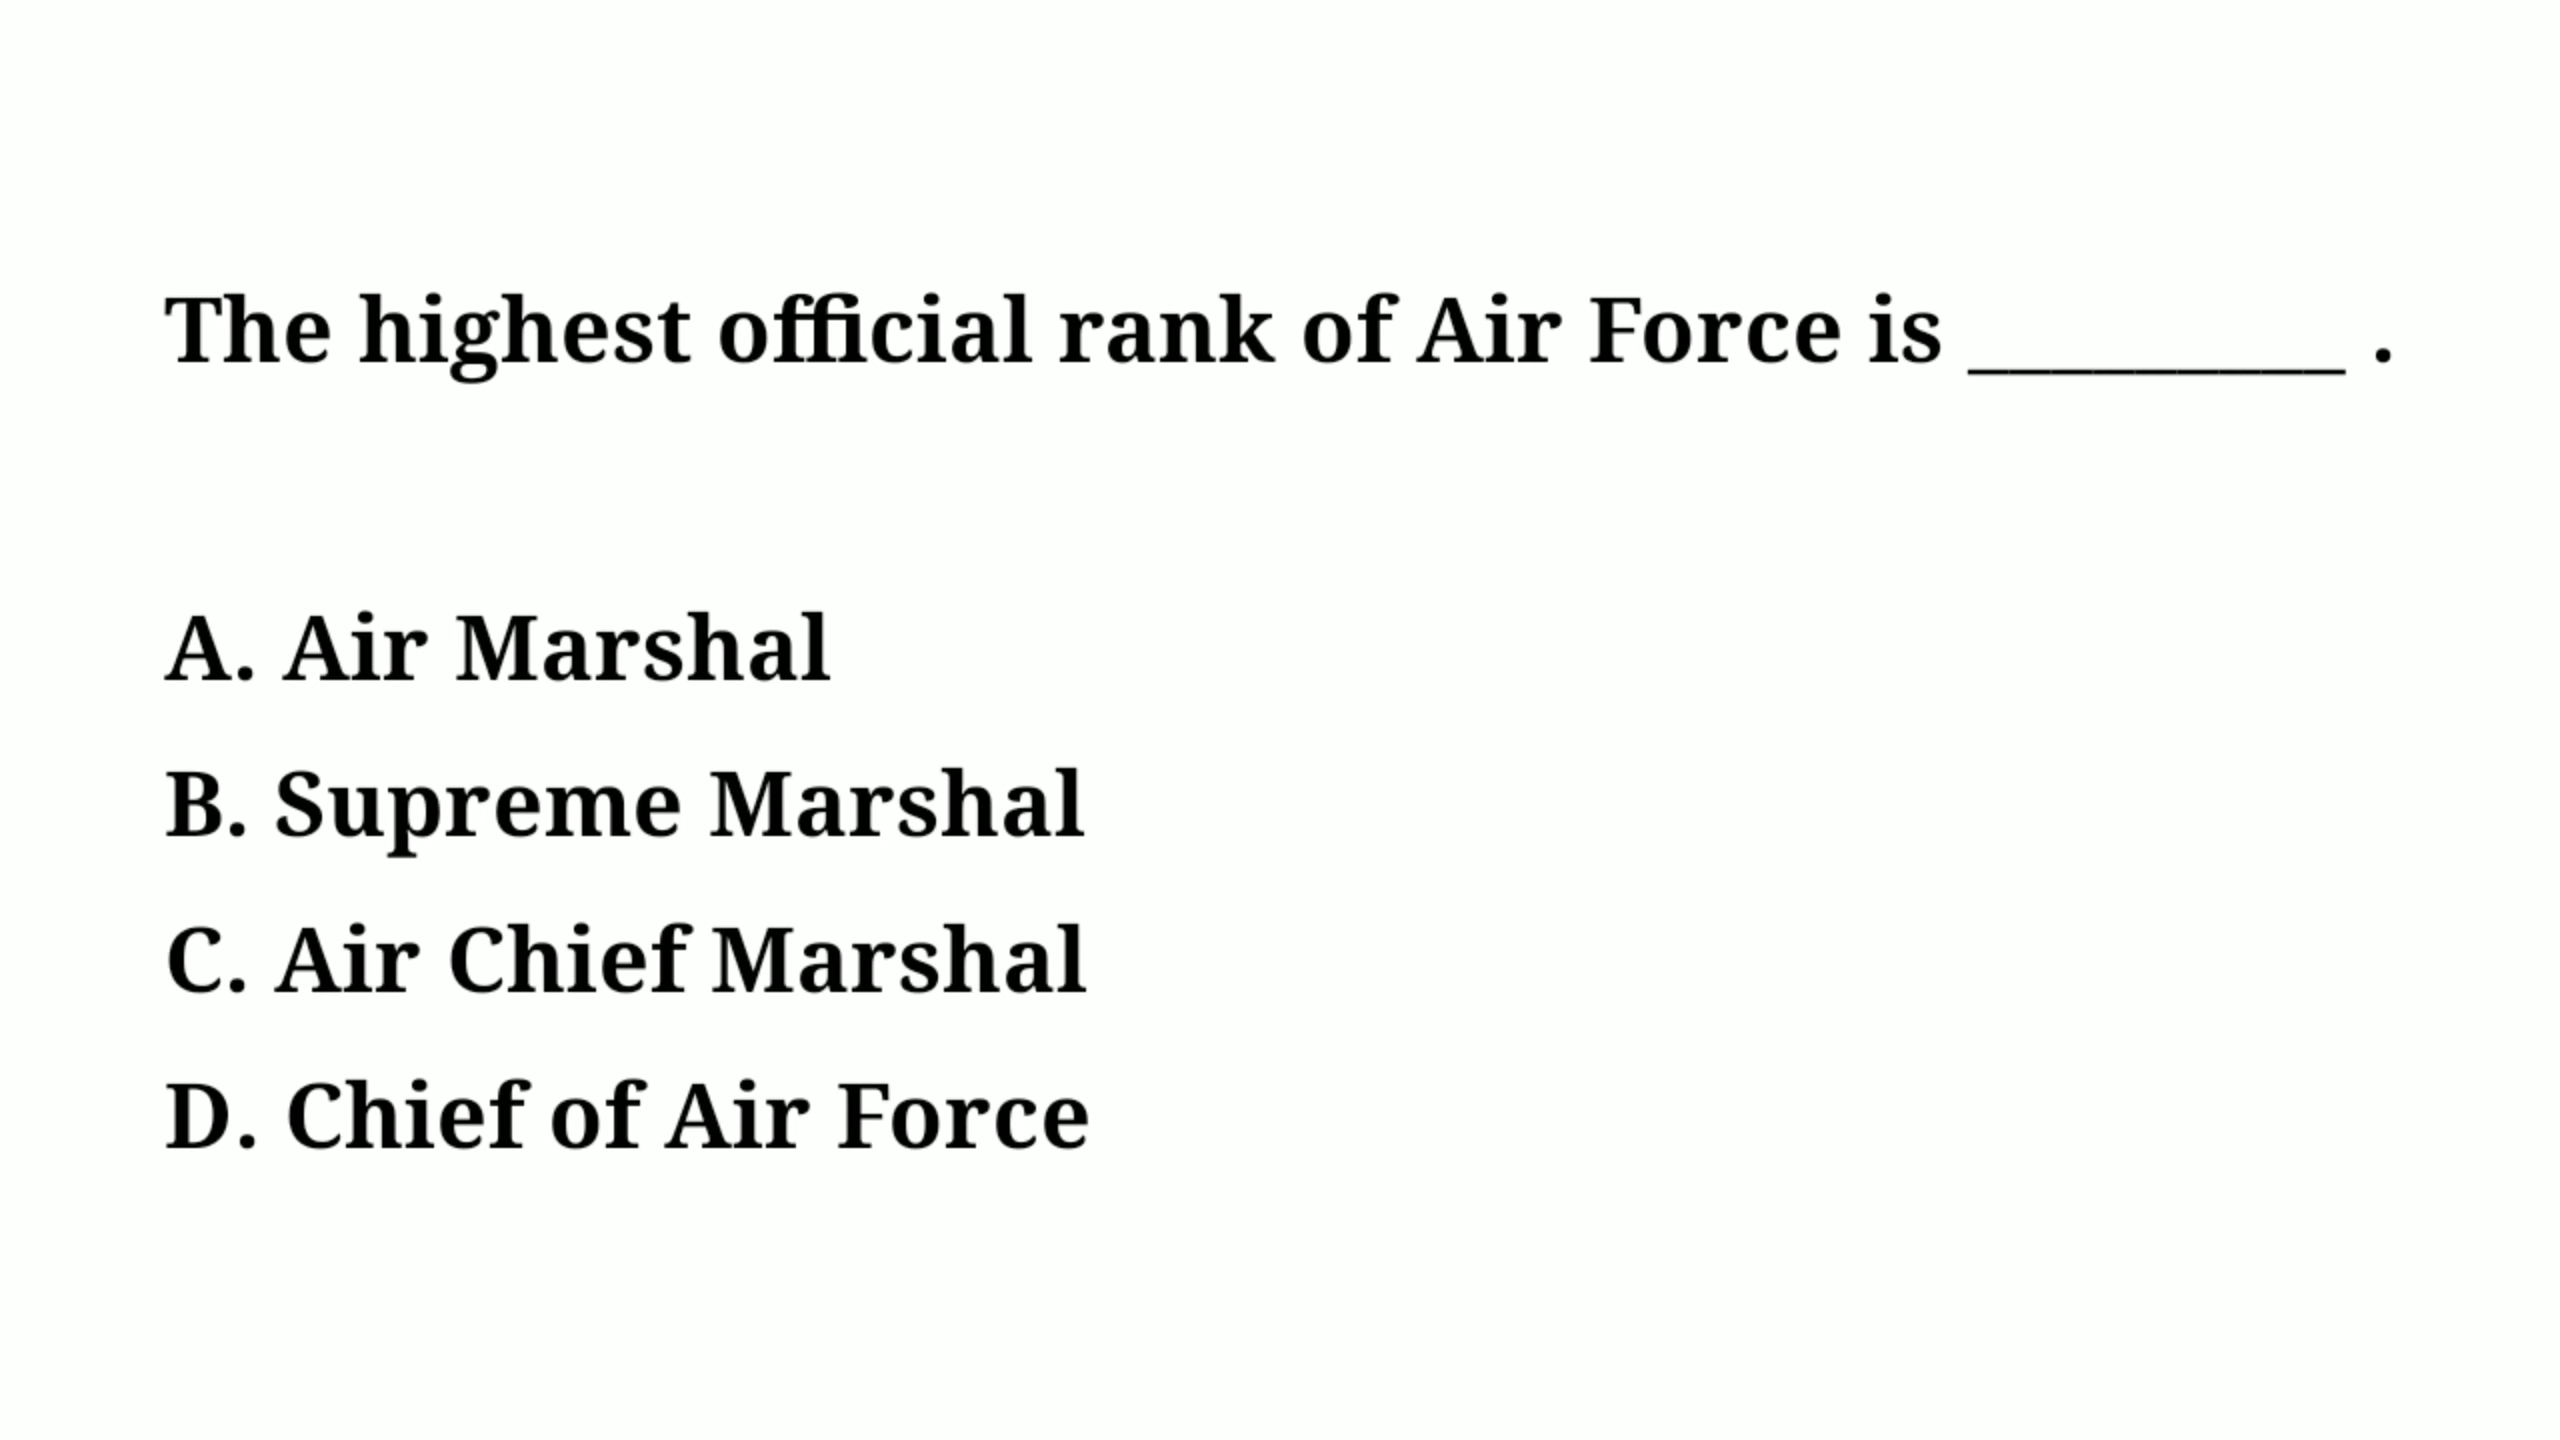 The highest official rank of Air Force is _________ .
A. Air Marshal
B. Supreme Marshal
C. Air Chief Marshal
D. Chief of Air Force